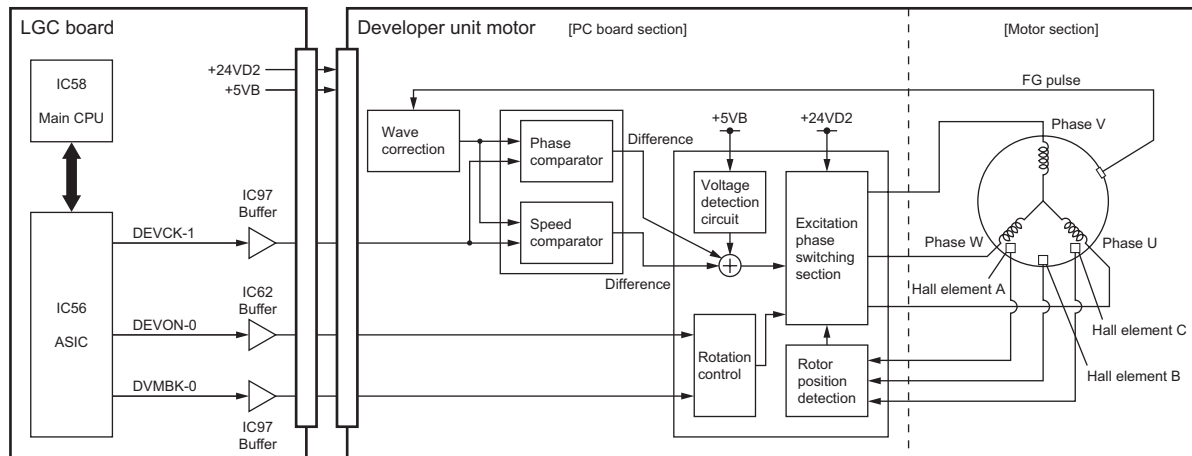 LGC board
Developer unit motor
[PC board section]
[Motor section]
IC58
Main CPU
+24VD2
+5VB
FG pulse
Wave
correction
Phase
comparator
Difference
+5VB
+24VD2
Phase V
Voltage
detection
circuit
IC97
Buffer
DEVCK-1
Speed
comparator
Difference
Excitation
phase
switching
section
Phase W
Phase U
Hall element A
IC56
ASIC
IC62
Buffer
DEVON-0
Rotation
control
Rotor
position
detection
Hall element C
Hall element B
DVMBK-0
IC97
Buffer